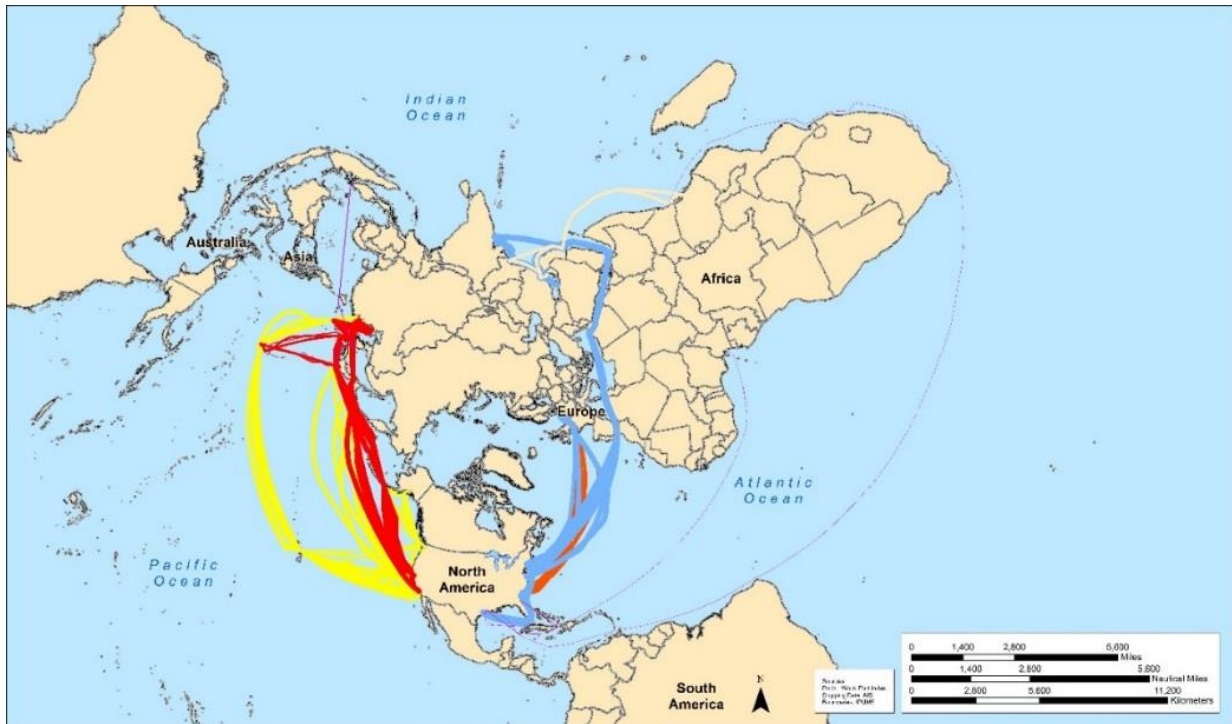 Indian
Ocean
Australia
Asia
Africa
Europe
Atlantic
Ocean
Pacific
Ocean
North
America
South
America
N
0 1,400 2,800 5,600
Miles
0 1,400 2,800 5,600
Nautical Miles
0 2,800 5,600 11,200
Kilometers